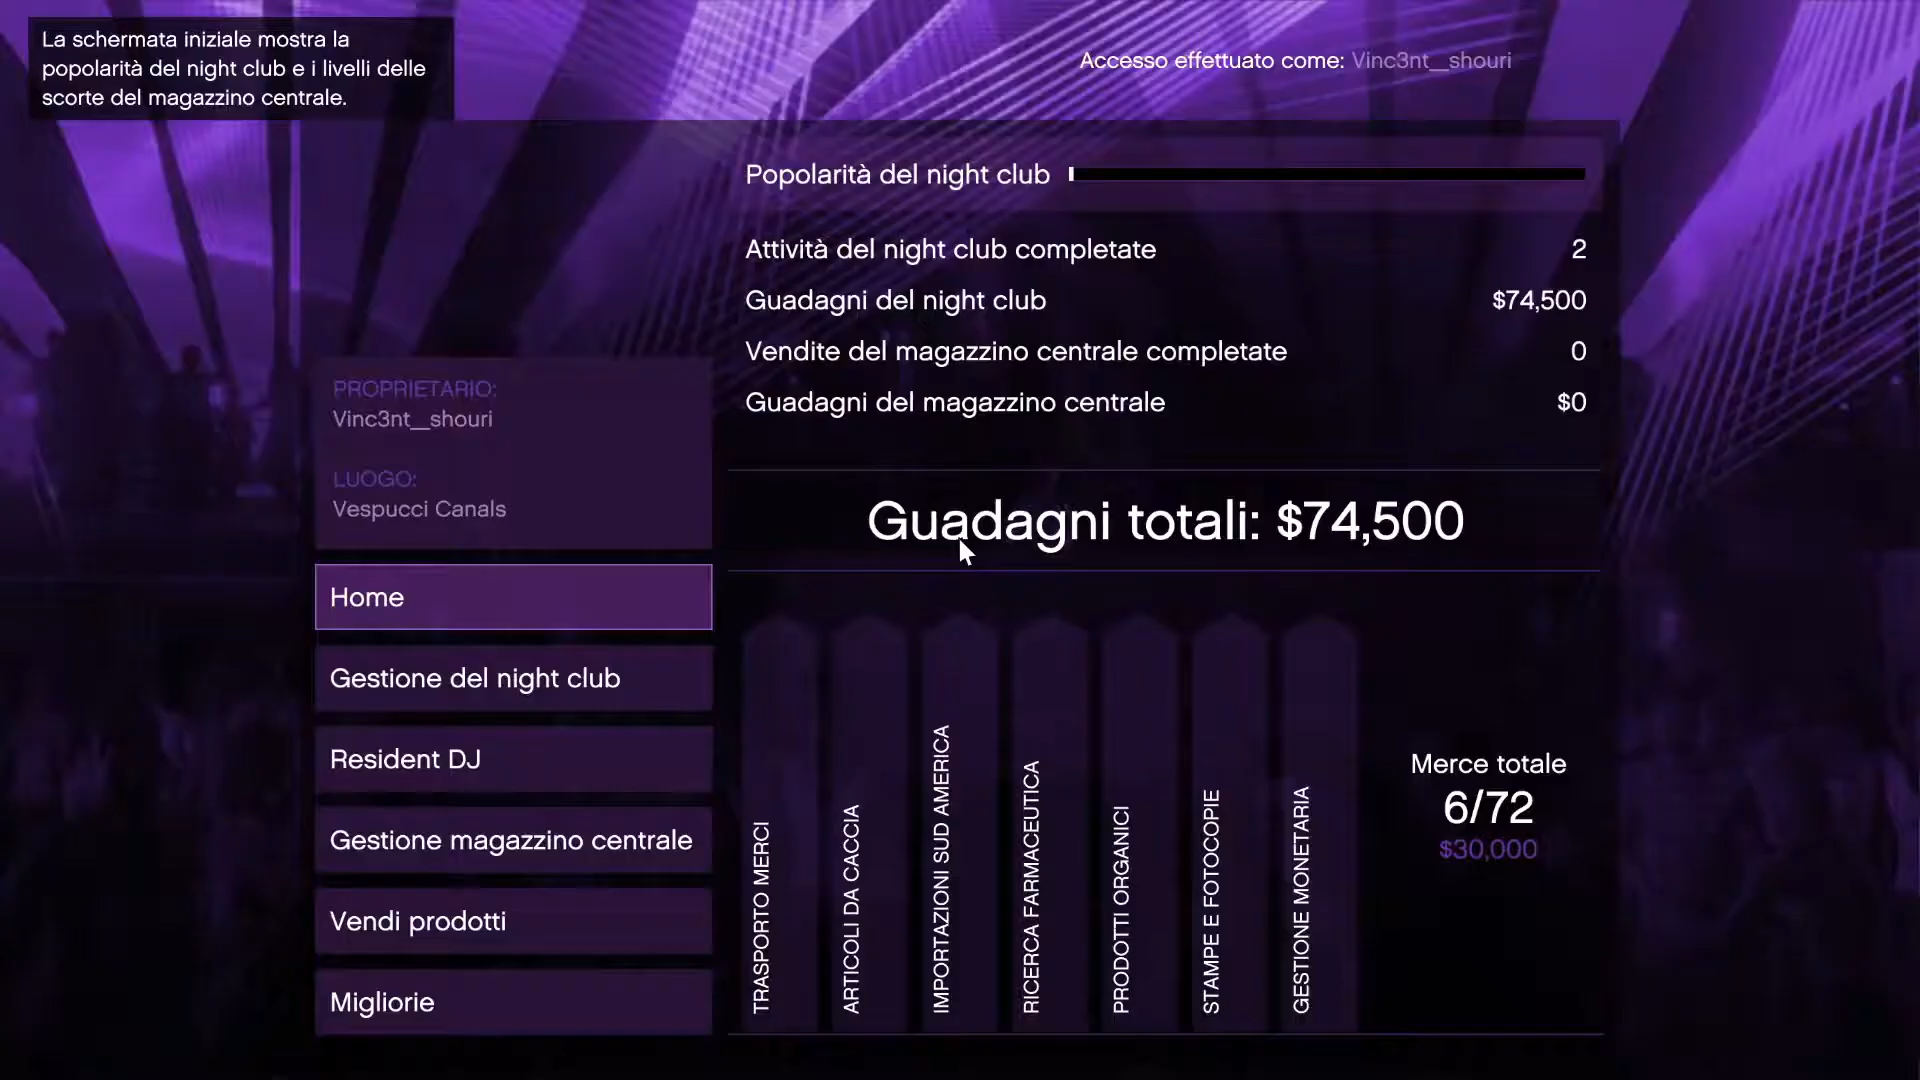 La schermata iniziale mostra la
popolarità del night club e i livelli delle
scorte del magazzino centrale.
Accesso effettuato come: Vinc3nt__shouri
Popolarità del night club
Attività del night club completate 2
Guadagni del night club $74,500
Vendite del magazzino centrale completate 0
Guadagni del magazzino centrale $0
PROPRIETARIO:
Vinc3nt__shouri
LUOGO:
Vespucci Canals
Guadagni totali: $74,500
Home
Gestione del night club
Resident DJ
Gestione magazzino centrale
Vendi prodotti
Migliorie
TRASPORTO MERCI
ARTICOLI DA CACCIA
IMPORTAZIONI SUD AMERICA
RICERCA FARMACEUTICA
PRODOTTI ORGANICI
STAMPE E FOTOCOPIE
GESTIONE MONETARIA
Merce totale
6/72
$30,000